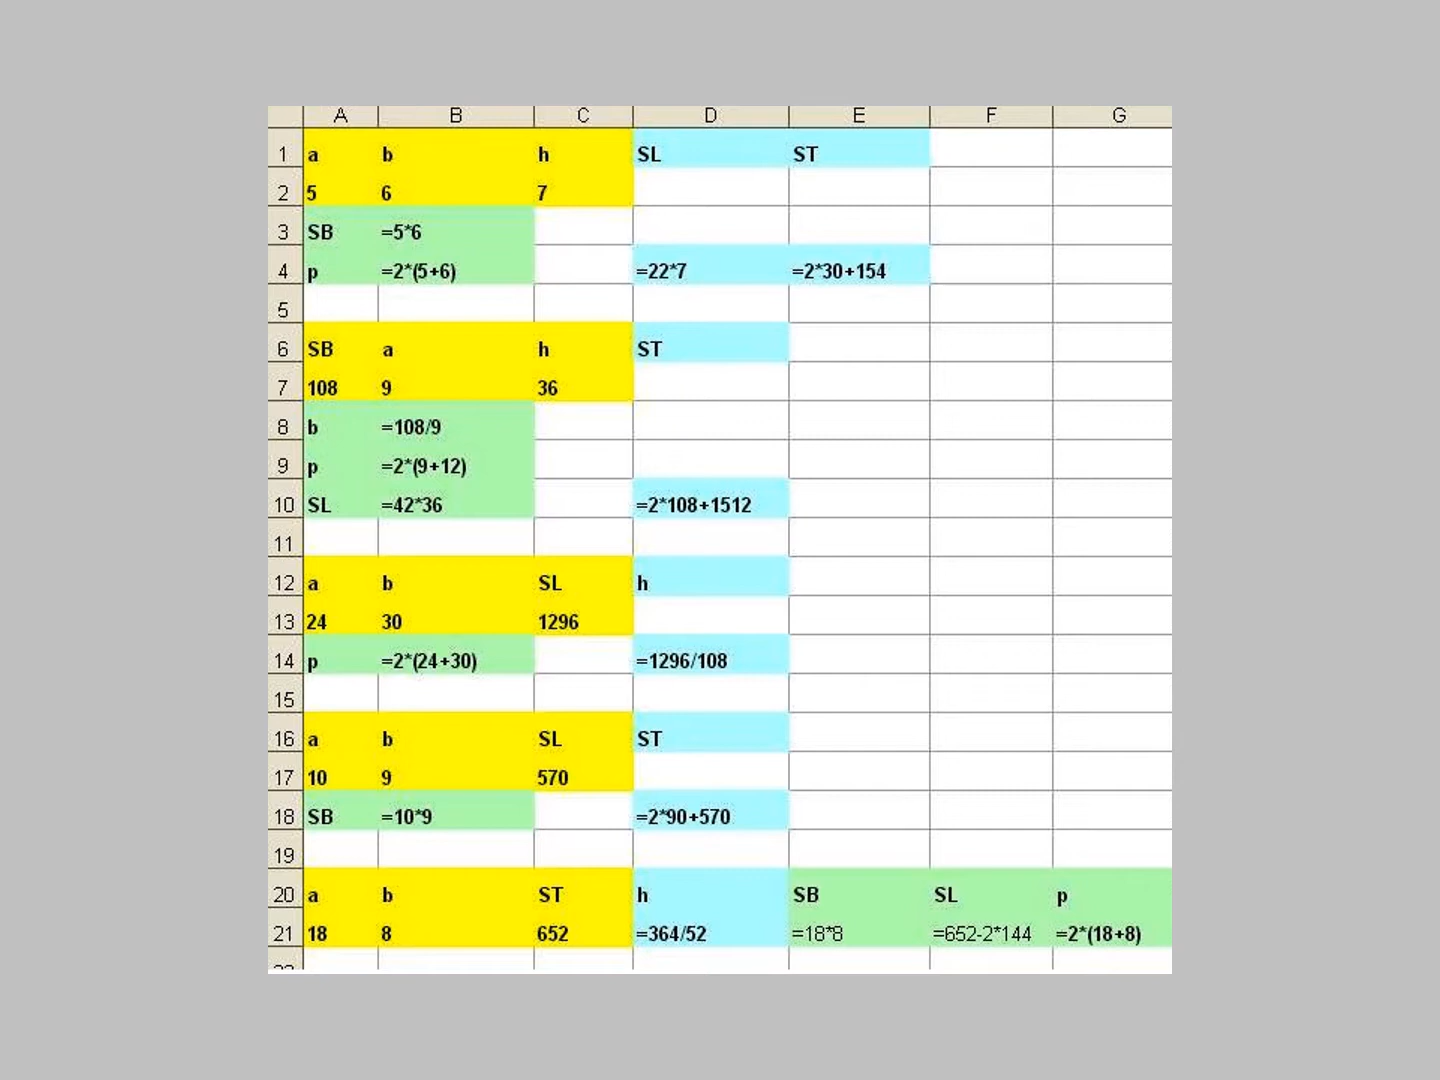 A B C D E F G
1 a b h SL ST
2 5 6 7
3 SB =5*6
4 p =2*(5+6) =22*7 =2*30+154
5
6 SB a h ST
7 108 9 36
8 b =108/9
9 p =2*(9+12)
10 SL =42*36 =2*108+1512
11
12 a b SL h
13 24 30 1296
14 p =2*(24+30) =1296/108
15
16 a b SL ST
17 10 9 570
18 SB =10*9 =2*90+570
19
20 a b ST h SB SL p
21 18 8 652 =364/52 =18*8 =652-2*144 =2*(18+8)